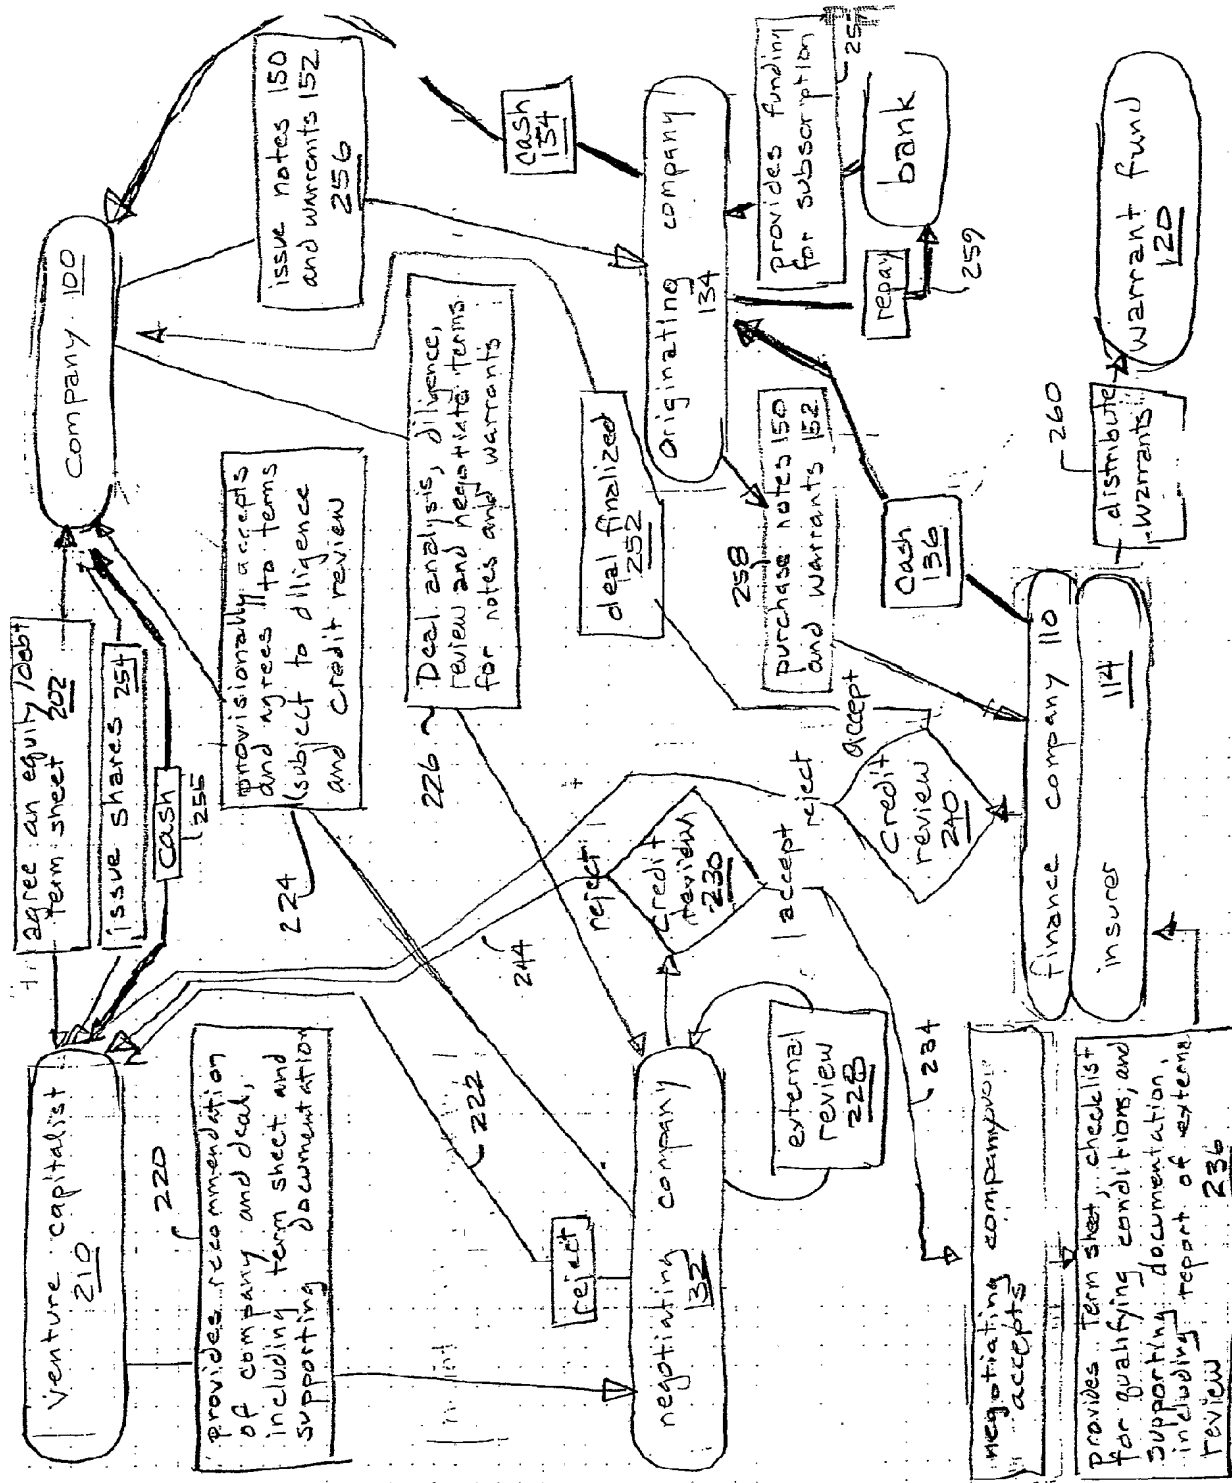 venture capitalist
210
agree an equity/debt
term sheet 202
issue shares 254
cash
255
company 100
220
provides recommendation
of company and deal,
including term sheet and
supporting documentation
224
provisionally accepts
and agrees to terms
(subject to diligence
and credit review
issue notes 150
and warrants 152
256
222
244
226
Deal analysis, diligence,
review and negotiate terms
for notes and warrants
cash
154
reject
deal finalized
252
negotiating company
132
reject
credit
review
230
accept
originating company
134
external
review
228
258
purchase notes 150
and warrants 152
provides funding
for subscription
repay
bank
259
234
reject
accept
credit
review
240
cash
136
negotiating company
accepts
finance company 110
insurer 114
260
distribute
warrants
warrant fund
120
provides Term sheet, checklist
for qualifying conditions, and
supporting documentation,
including report of external
review 236